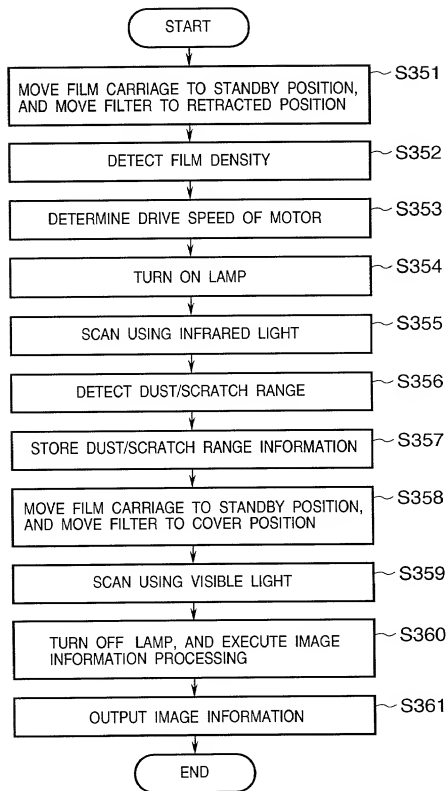 START
MOVE FILM CARRIAGE TO STANDBY POSITION,
AND MOVE FILTER TO RETRACTED POSITION
S351
DETECT FILM DENSITY
S352
DETERMINE DRIVE SPEED OF MOTOR
S353
TURN ON LAMP
S354
SCAN USING INFRARED LIGHT
S355
DETECT DUST/SCRATCH RANGE
S356
STORE DUST/SCRATCH RANGE INFORMATION
S357
MOVE FILM CARRIAGE TO STANDBY POSITION,
AND MOVE FILTER TO COVER POSITION
S358
SCAN USING VISIBLE LIGHT
S359
TURN OFF LAMP, AND EXECUTE IMAGE
INFORMATION PROCESSING
S360
OUTPUT IMAGE INFORMATION
S361
END